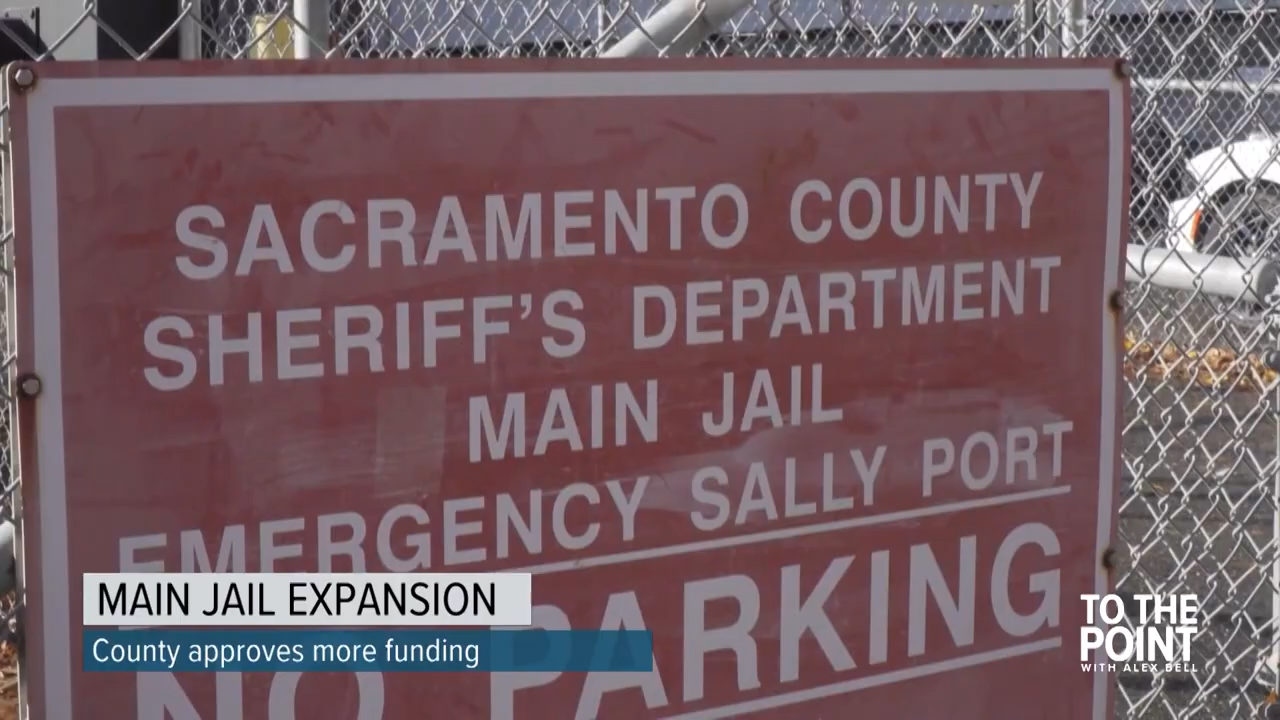 SACRAMENTO COUNTY
SHERIFF'S DEPARTMENT
MAIN JAIL
EMERGENCY SALLY PORT
NO PARKING
MAIN JAIL EXPANSION
County approves more funding
TO THE
POINT
WITH ALEX BELL